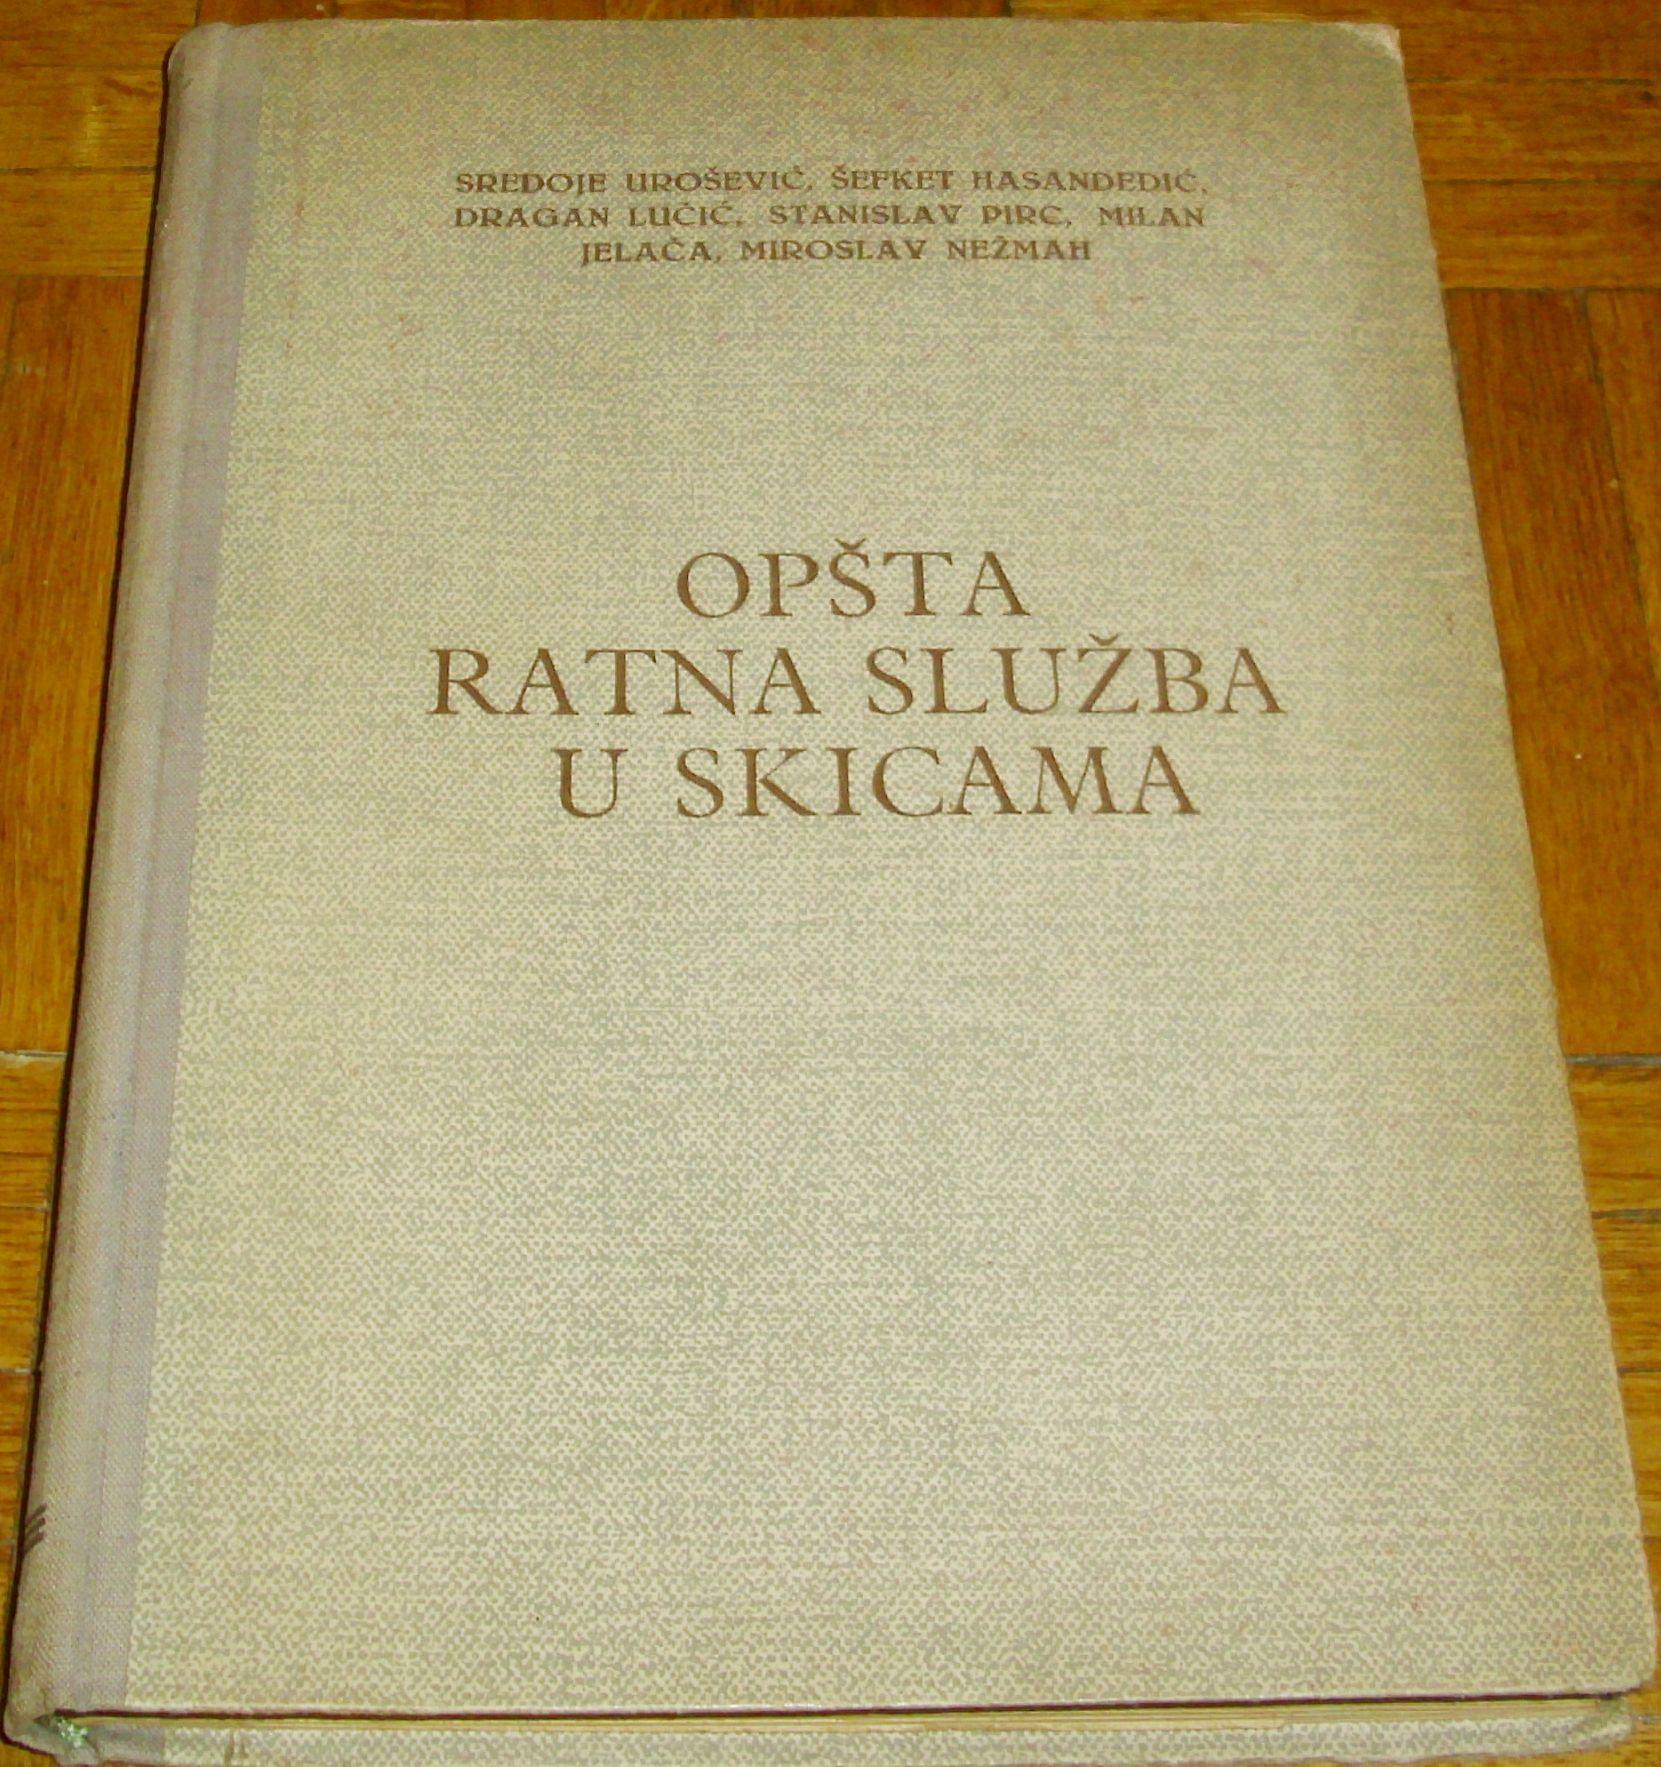 SREDOJE UROŠEVIĆ, ŠEFKET HASANDEDIĆ,
DRAGAN LUČIĆ, STANISLAV PIRC, MILAN
JELAČA, MIROSLAV NEŽMAH
OPŠTA
RATNA SLUŽBA
U SKICAMA